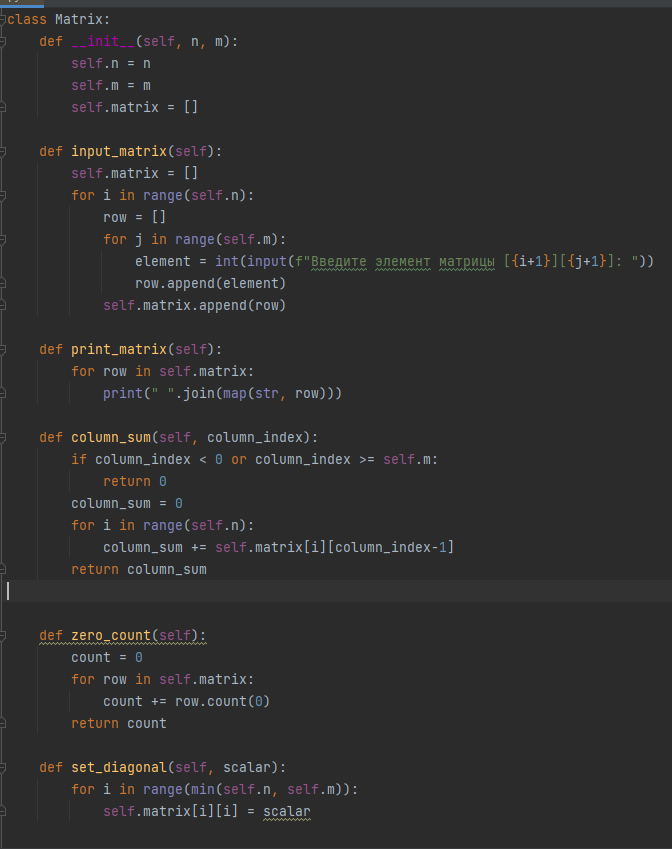 class Matrix:
    def __init__(self, n, m):
        self.n = n
        self.m = m
        self.matrix = []

    def input_matrix(self):
        self.matrix = []
        for i in range(self.n):
            row = []
            for j in range(self.m):
                element = int(input(f"Введите элемент матрицы [{i+1}][{j+1}]: "))
                row.append(element)
            self.matrix.append(row)

    def print_matrix(self):
        for row in self.matrix:
            print(" ".join(map(str, row)))

    def column_sum(self, column_index):
        if column_index < 0 or column_index >= self.m:
            return 0
        column_sum = 0
        for i in range(self.n):
            column_sum += self.matrix[i][column_index-1]
        return column_sum

    def zero_count(self):
        count = 0
        for row in self.matrix:
            count += row.count(0)
        return count

    def set_diagonal(self, scalar):
        for i in range(min(self.n, self.m)):
            self.matrix[i][i] = scalar